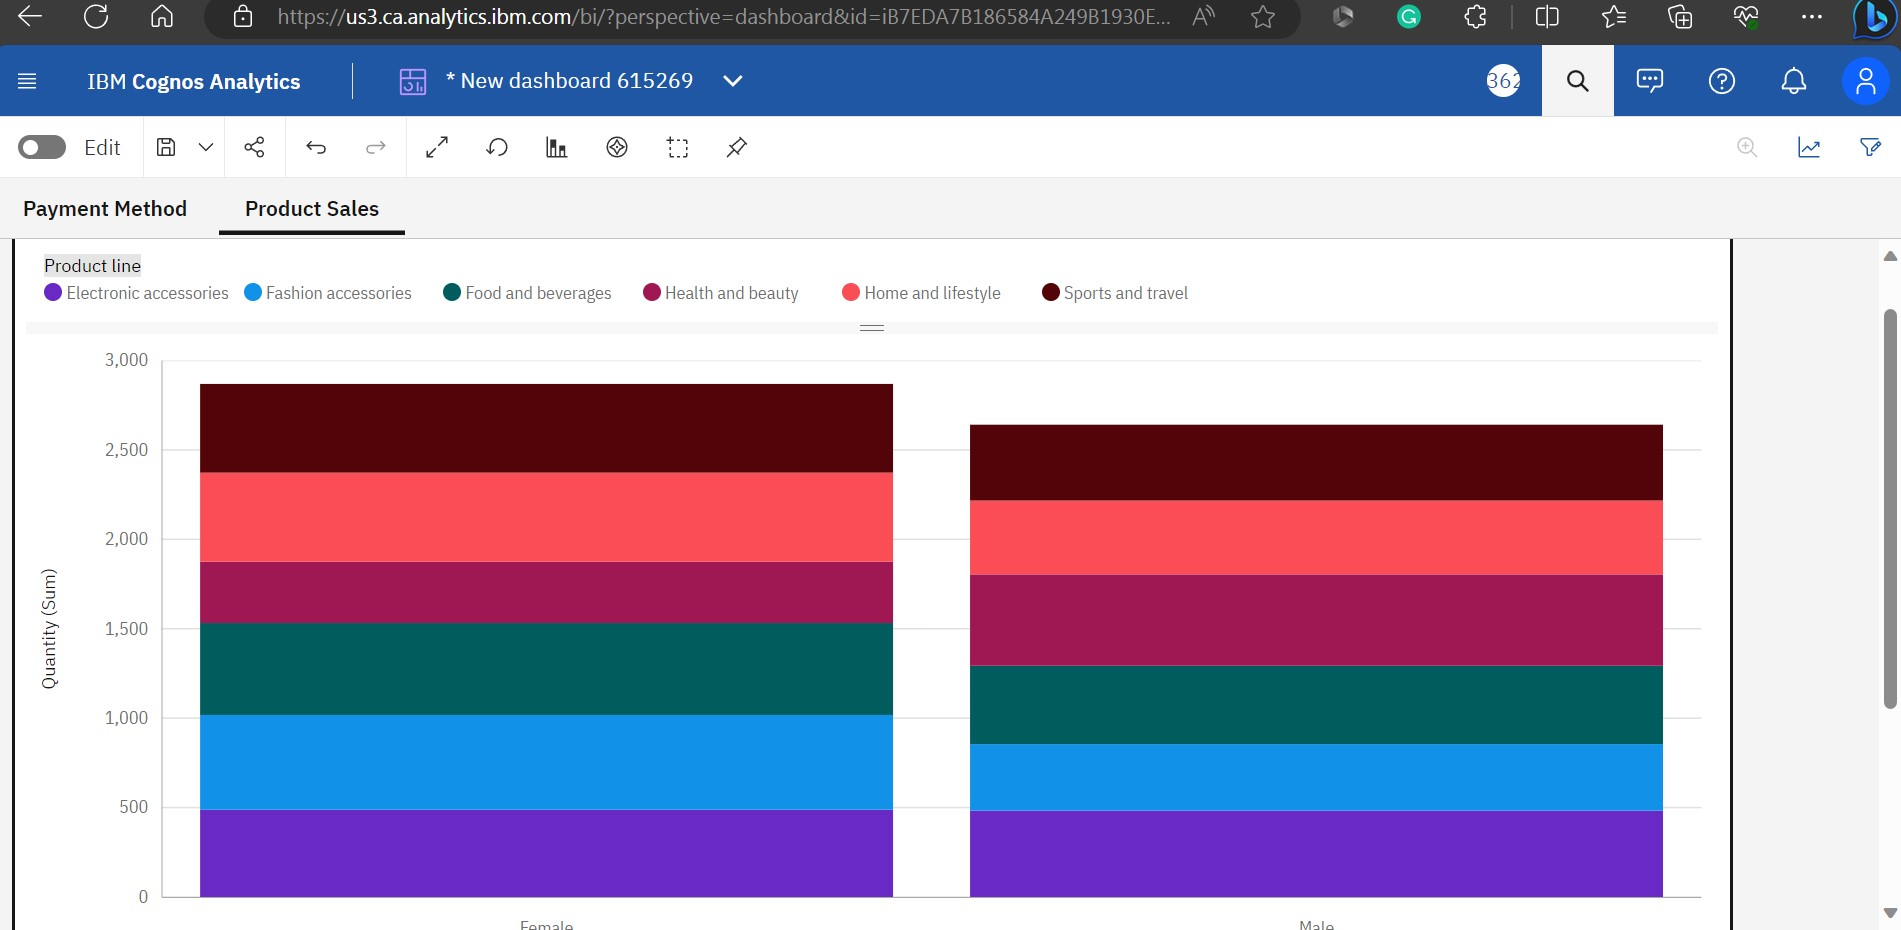 https://us3.ca.analytics.ibm.com/bi/?perspective=dashboard&id=iB7EDA7B186584A249B1930E...
IBM Cognos Analytics
* New dashboard 615269
362
Edit
Payment Method
Product Sales
Product line
Electronic accessories
Fashion accessories
Food and beverages
Health and beauty
Home and lifestyle
Sports and travel
3,000
2,500
2,000
1,500
1,000
500
0
Quantity (Sum)
Female
Male